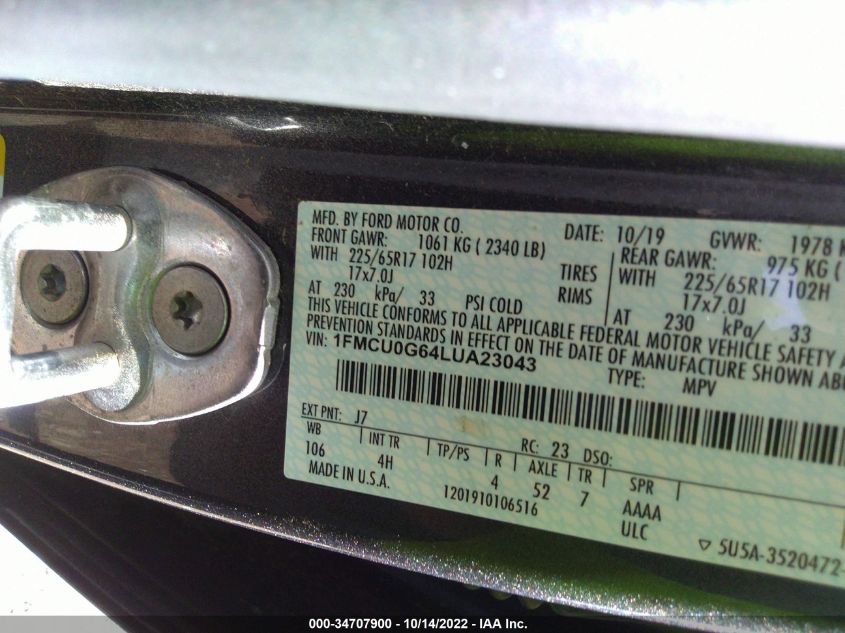 MFD. BY FORD MOTOR CO.
DATE: 10/19 GVWR: 1978 K
FRONT GAWR: 1061 KG ( 2340 LB)
REAR GAWR: 975 KG (
WITH 225/65R17 102H TIRES
WITH 225/65R17 102H
17x7.0J RIMS
17x7.0J
AT 230 kPa/ 33 PSI COLD
AT 230 kPa/ 33
THIS VEHICLE CONFORMS TO ALL APPLICABLE FEDERAL MOTOR VEHICLE SAFETY A
PREVENTION STANDARDS IN EFFECT ON THE DATE OF MANUFACTURE SHOWN ABO
VIN: 1FMCU0G64LUA23043
TYPE: MPV
EXT PNT: J7
RC: 23 DSO:
WB INT TR TP/PS R AXLE TR SPR
106 4H 4 52 7 AAAA
ULC
MADE IN U.S.A.
1201910106516
▽ 5U5A-3520472-
000-34707900 - 10/14/2022 - IAA Inc.